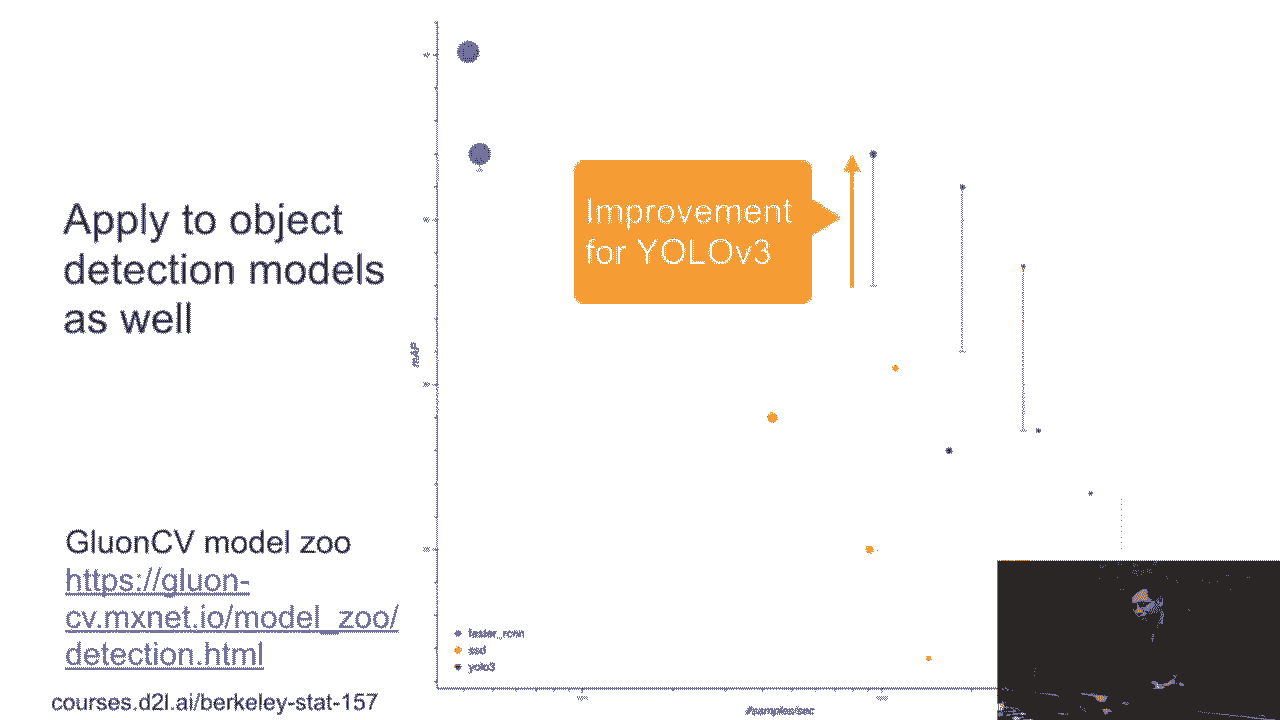 Apply to object
detection models
as well
Improvement
for YOLOv3
mAP
GluonCV model zoo
https://gluon-
cv.mxnet.io/model_zoo/
detection.html
courses.d2l.ai/berkeley-stat-157
faster_rcnn
ssd
yolo3
#samples/sec